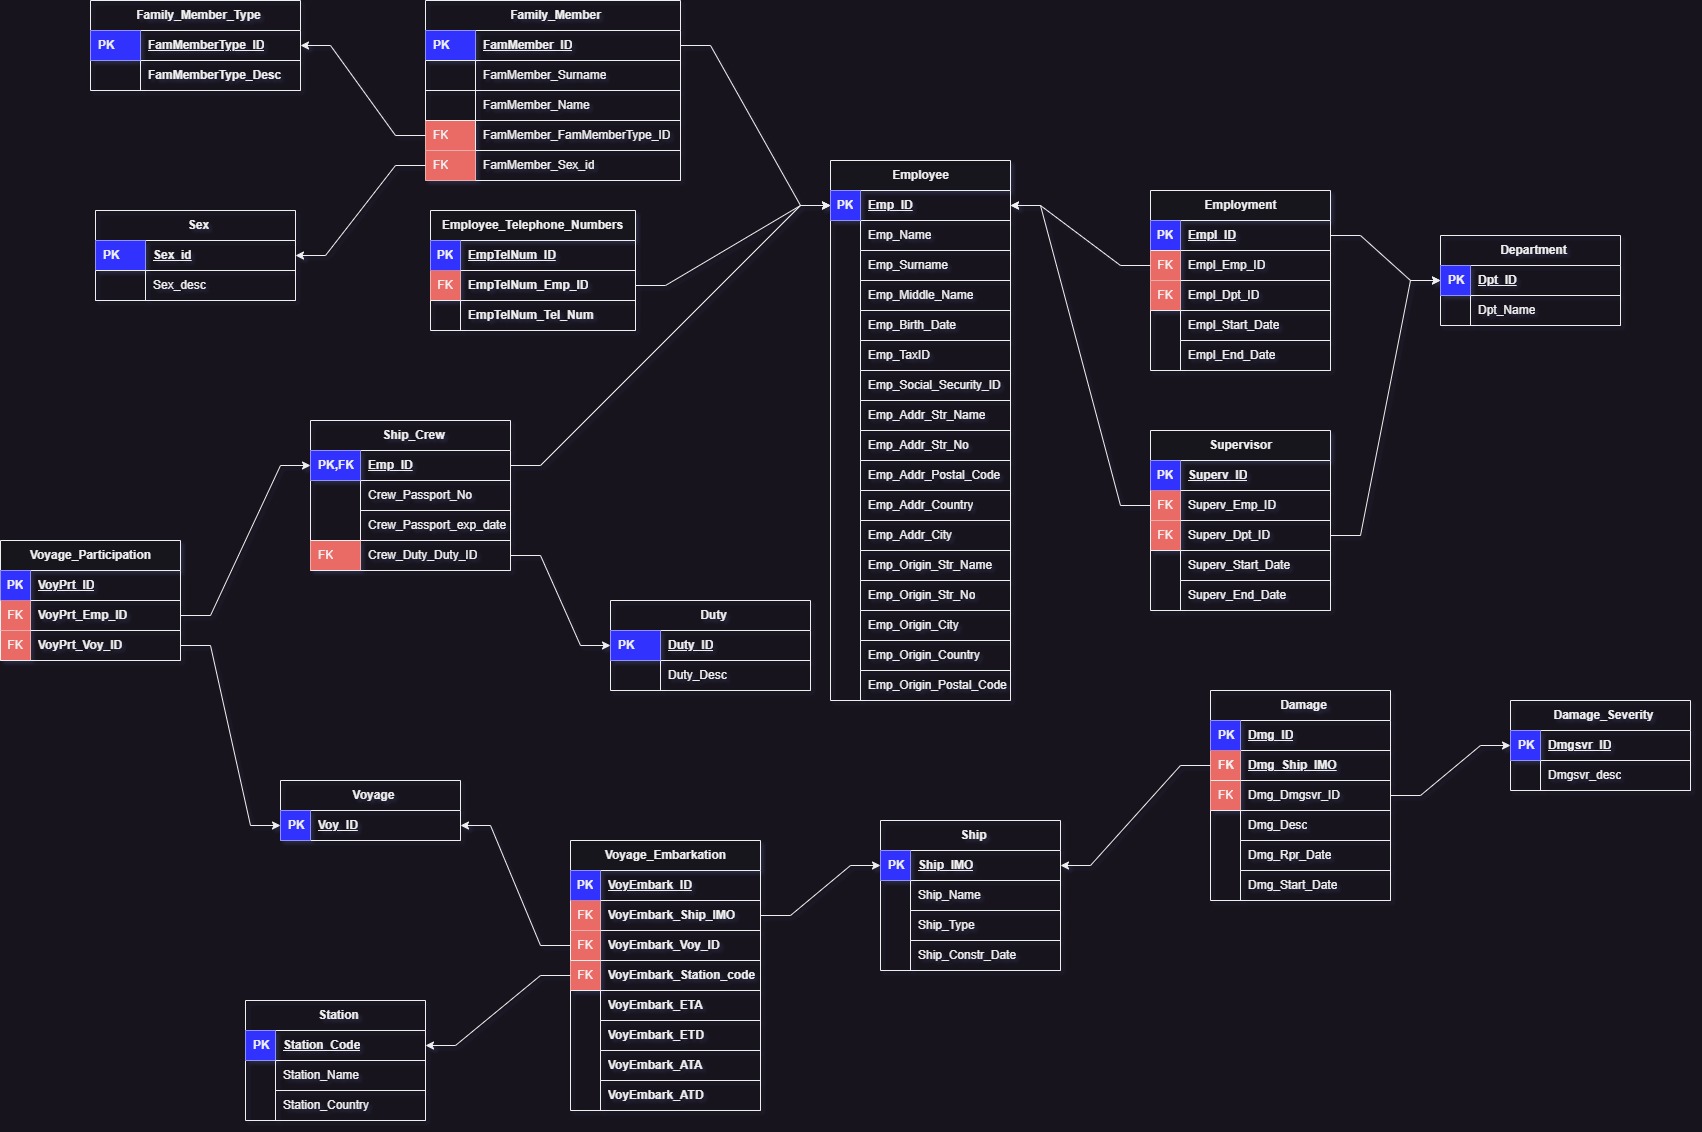 Family_Member_Type
PK FamMemberType_ID
FamMemberType_Desc
Family_Member
PK FamMember_ID
FamMember_Surname
FamMember_Name
FK FamMember_FamMemberType_ID
FK FamMember_Sex_id
Sex
PK Sex_id
Sex_desc
Employee_Telephone_Numbers
PK EmpTelNum_ID
FK EmpTelNum_Emp_ID
EmpTelNum_Tel_Num
Employee
PK Emp_ID
Emp_Name
Emp_Surname
Emp_Middle_Name
Emp_Birth_Date
Emp_TaxID
Emp_Social_Security_ID
Emp_Addr_Str_Name
Emp_Addr_Str_No
Emp_Addr_Postal_Code
Emp_Addr_Country
Emp_Addr_City
Emp_Origin_Str_Name
Emp_Origin_Str_No
Emp_Origin_City
Emp_Origin_Country
Emp_Origin_Postal_Code
Employment
PK Empl_ID
FK Empl_Emp_ID
FK Empl_Dpt_ID
Empl_Start_Date
Empl_End_Date
Department
PK Dpt_ID
Dpt_Name
Supervisor
PK Superv_ID
FK Superv_Emp_ID
FK Superv_Dpt_ID
Superv_Start_Date
Superv_End_Date
Ship_Crew
PK,FK Emp_ID
Crew_Passport_No
Crew_Passport_exp_date
FK Crew_Duty_Duty_ID
Voyage_Participation
PK VoyPrt_ID
FK VoyPrt_Emp_ID
FK VoyPrt_Voy_ID
Duty
PK Duty_ID
Duty_Desc
Damage
PK Dmg_ID
FK Dmg_Ship_IMO
FK Dmg_Dmgsvr_ID
Dmg_Desc
Dmg_Rpr_Date
Dmg_Start_Date
Damage_Severity
PK Dmgsvr_ID
Dmgsvr_desc
Voyage
PK Voy_ID
Voyage_Embarkation
PK VoyEmbark_ID
FK VoyEmbark_Ship_IMO
FK VoyEmbark_Voy_ID
FK VoyEmbark_Station_code
VoyEmbark_ETA
VoyEmbark_ETD
VoyEmbark_ATA
VoyEmbark_ATD
Ship
PK Ship_IMO
Ship_Name
Ship_Type
Ship_Constr_Date
Station
PK Station_Code
Station_Name
Station_Country